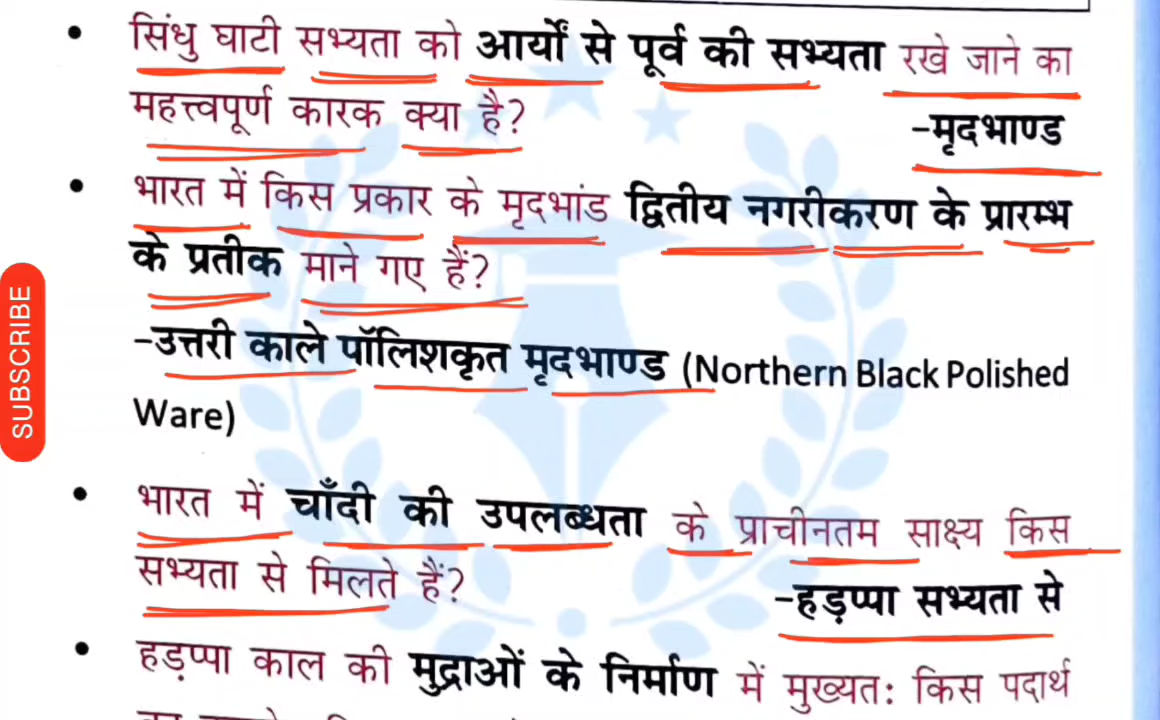 • सिंधु घाटी सभ्यता को आर्यों से पूर्व की सभ्यता रखे जाने का
महत्त्वपूर्ण कारक क्या है? -मृदभाण्ड
• भारत में किस प्रकार के मृदभांड द्वितीय नगरीकरण के प्रारम्भ
के प्रतीक माने गए हैं?
-उत्तरी काले पॉलिशकृत मृदभाण्ड (Northern Black Polished
Ware)
• भारत में चाँदी की उपलब्धता के प्राचीनतम साक्ष्य किस
सभ्यता से मिलते हैं? -हड़प्पा सभ्यता से
• हड़प्पा काल की मुद्राओं के निर्माण में मुख्यतः किस पदार्थ
SUBSCRIBE